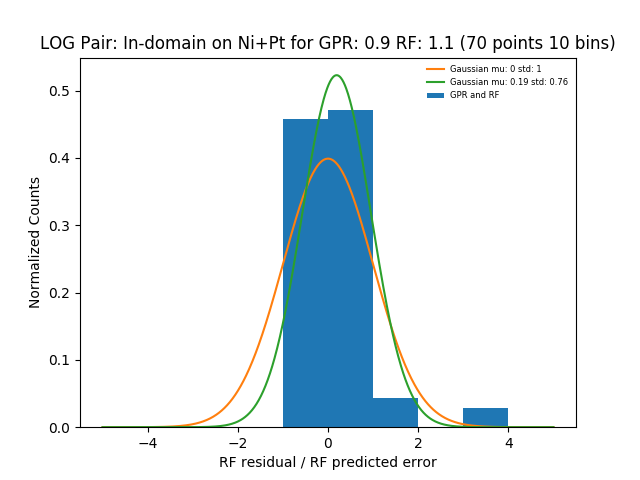 LOG Pair: In-domain on Ni+Pt for GPR: 0.9 RF: 1.1 (70 points 10 bins)
Gaussian mu: 0 std: 1
Gaussian mu: 0.19 std: 0.76
GPR and RF
Normalized Counts
0.5
0.4
0.3
0.2
0.1
0.0
−4 −2 0 2 4
RF residual / RF predicted error